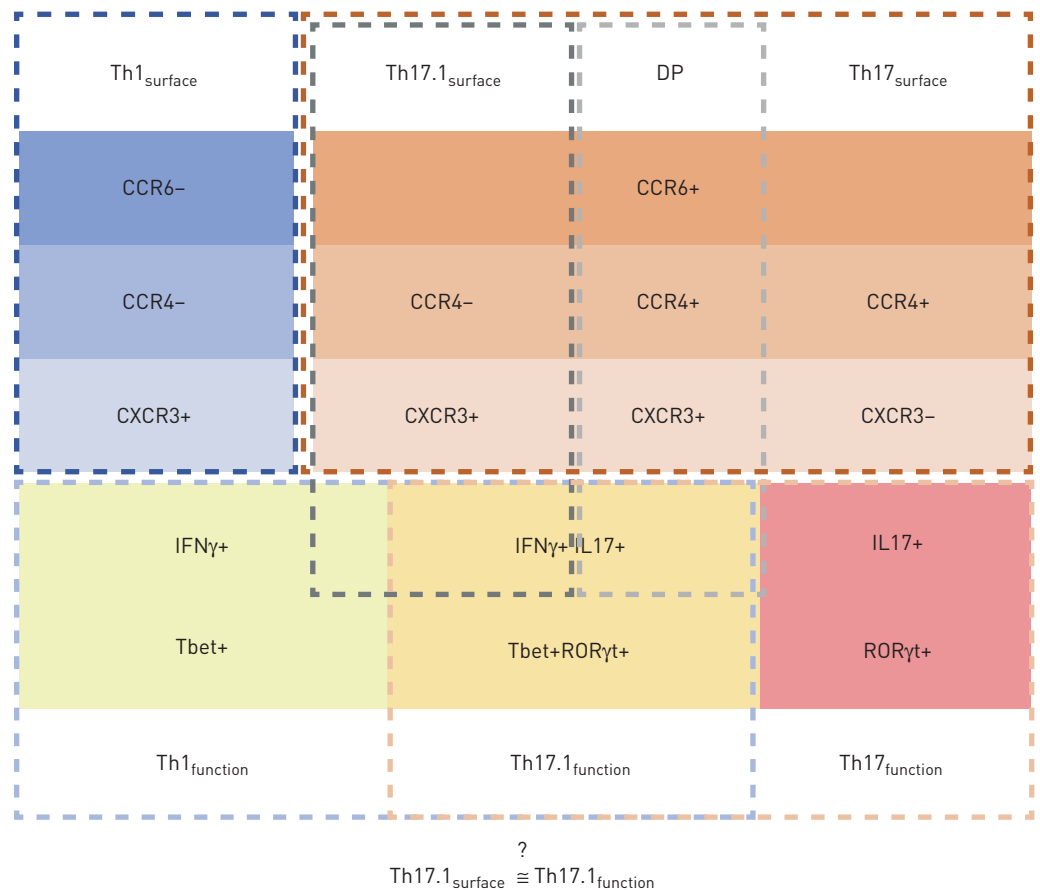 Th1surface Th17.1surface DP Th17surface
CCR6– CCR6+
CCR4– CCR4– CCR4+ CCR4+
CXCR3+ CXCR3+ CXCR3+ CXCR3–
IFNγ+ IFNγ+ IL17+ IL17+
Tbet+ Tbet+RORγt+ RORγt+
Th1function Th17.1function Th17function
?
Th17.1surface ≅ Th17.1function